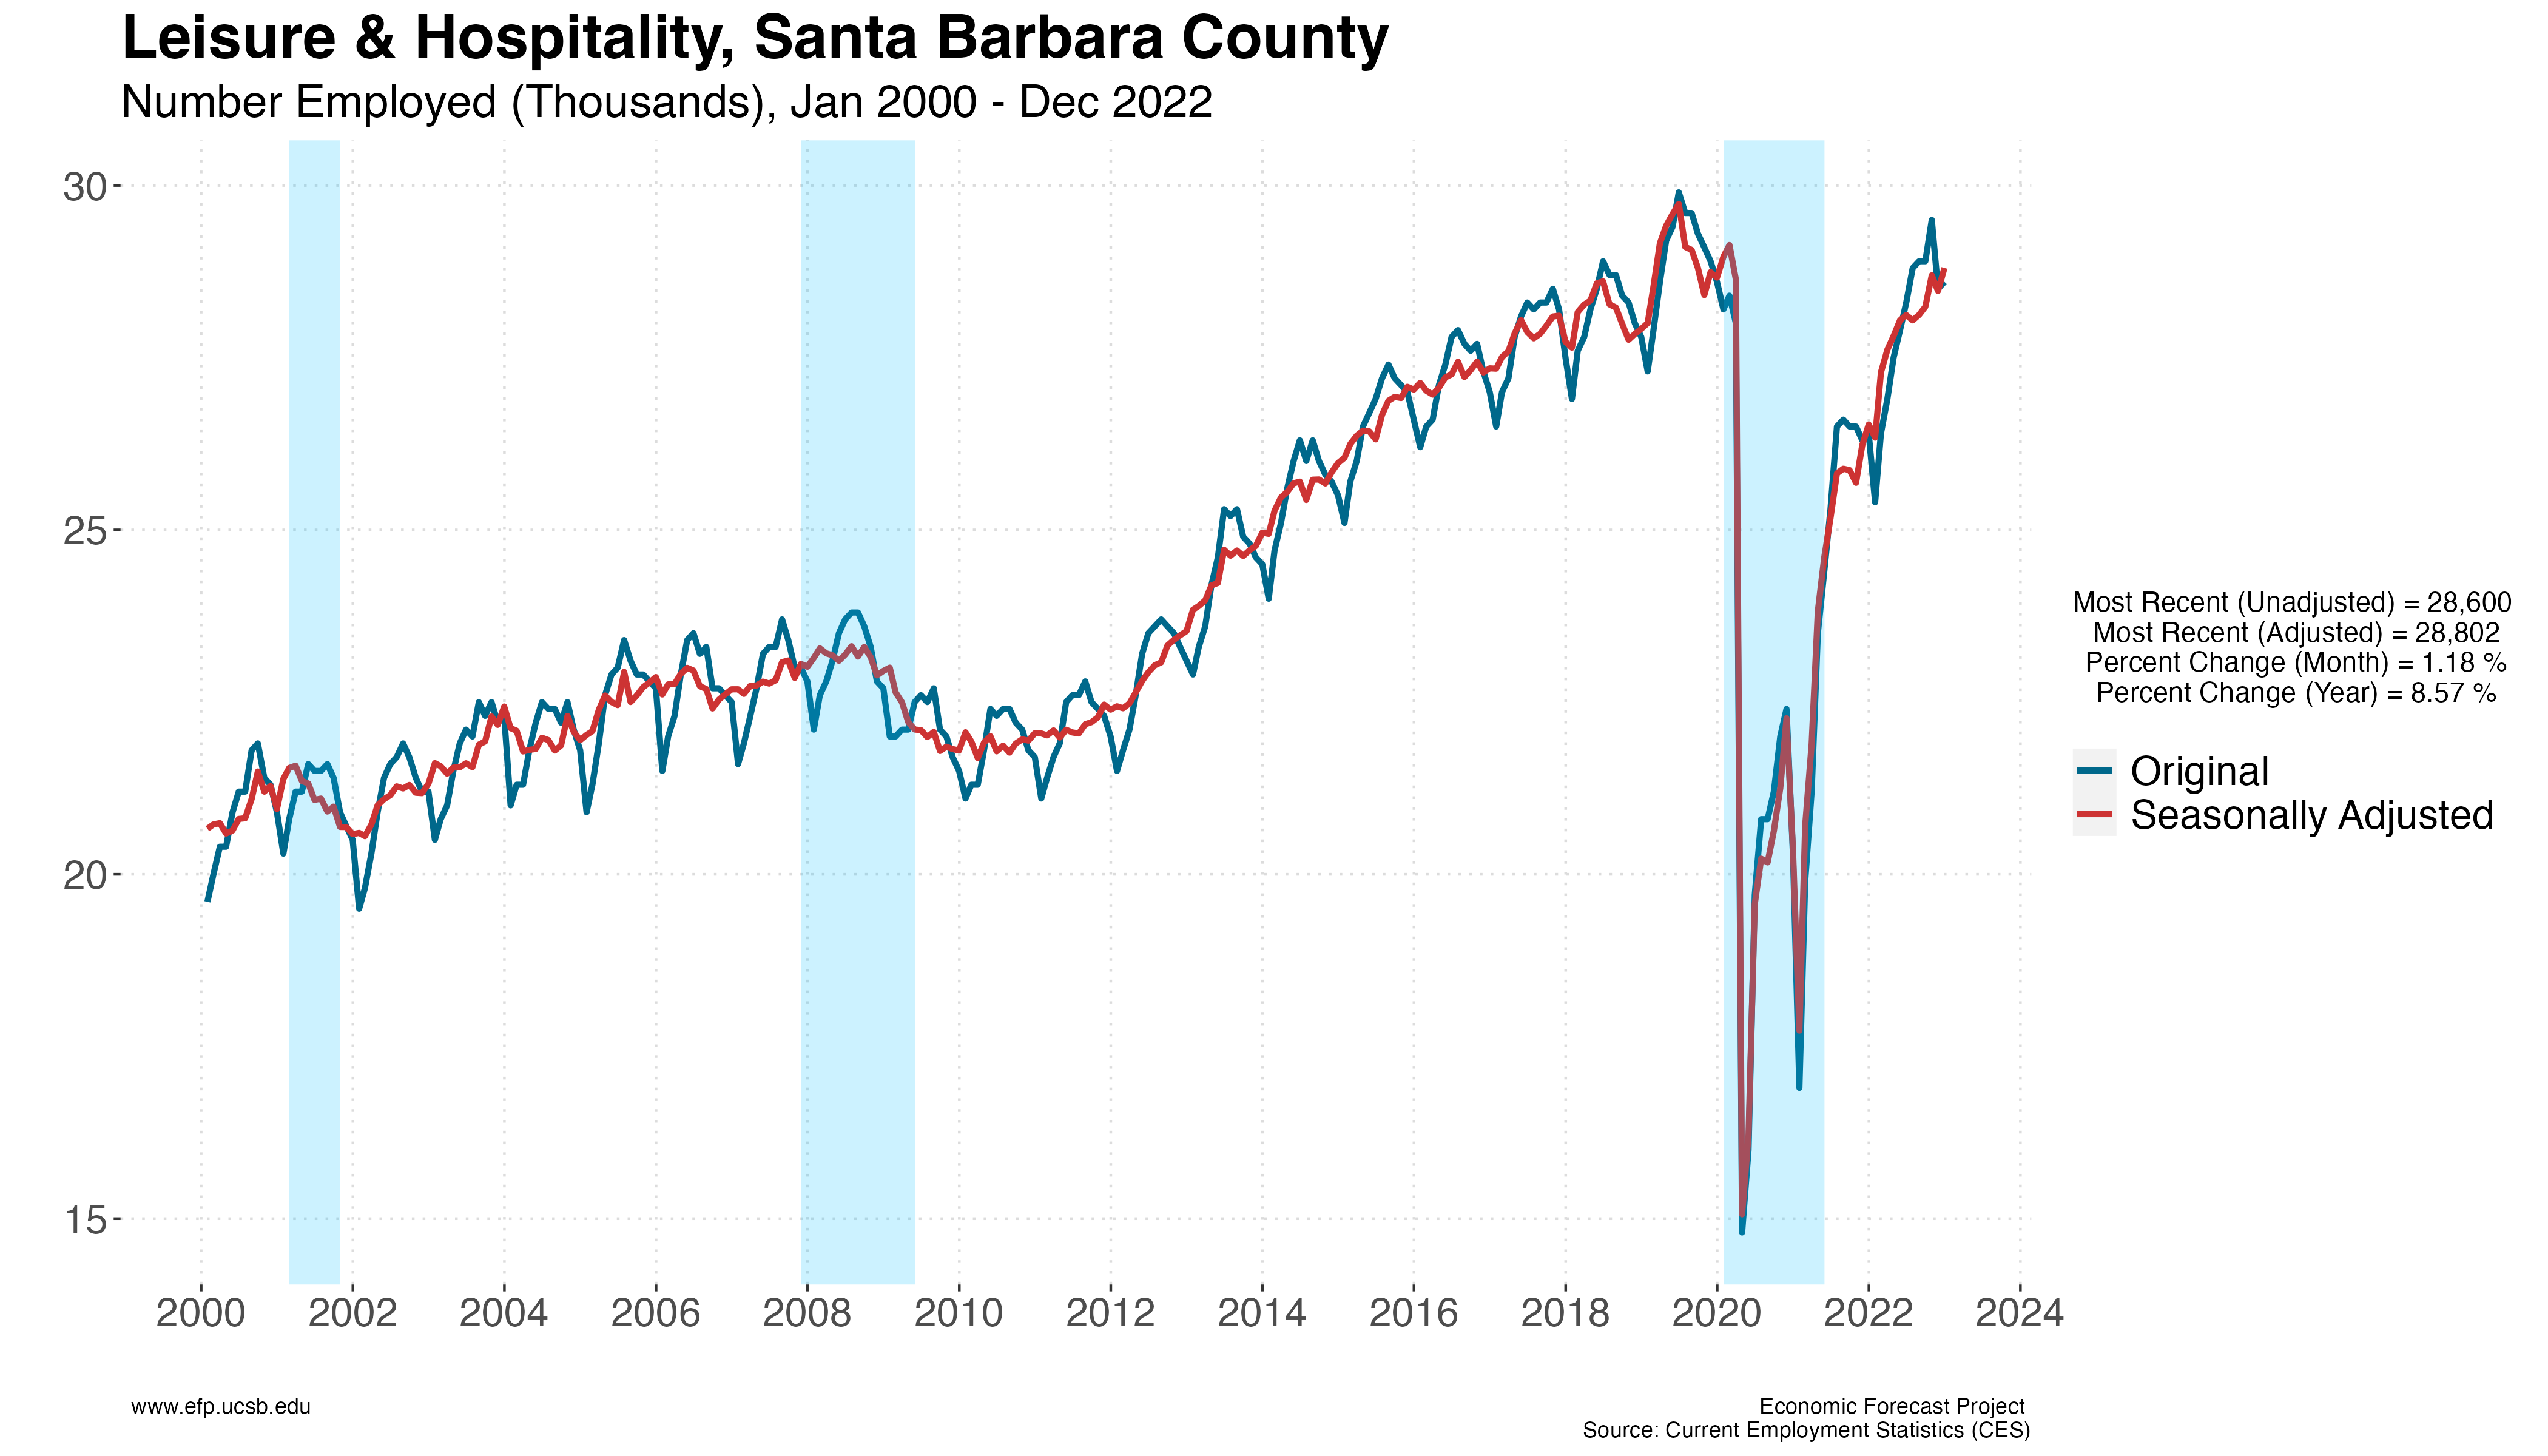 Leisure & Hospitality, Santa Barbara County
Number Employed (Thousands), Jan 2000 - Dec 2022
30
25
20
15
2000 2002 2004 2006 2008 2010 2012 2014 2016 2018 2020 2022 2024
Most Recent (Unadjusted) = 28,600
Most Recent (Adjusted) = 28,802
Percent Change (Month) = 1.18 %
Percent Change (Year) = 8.57 %
Original
Seasonally Adjusted
www.efp.ucsb.edu
Economic Forecast Project
Source: Current Employment Statistics (CES)